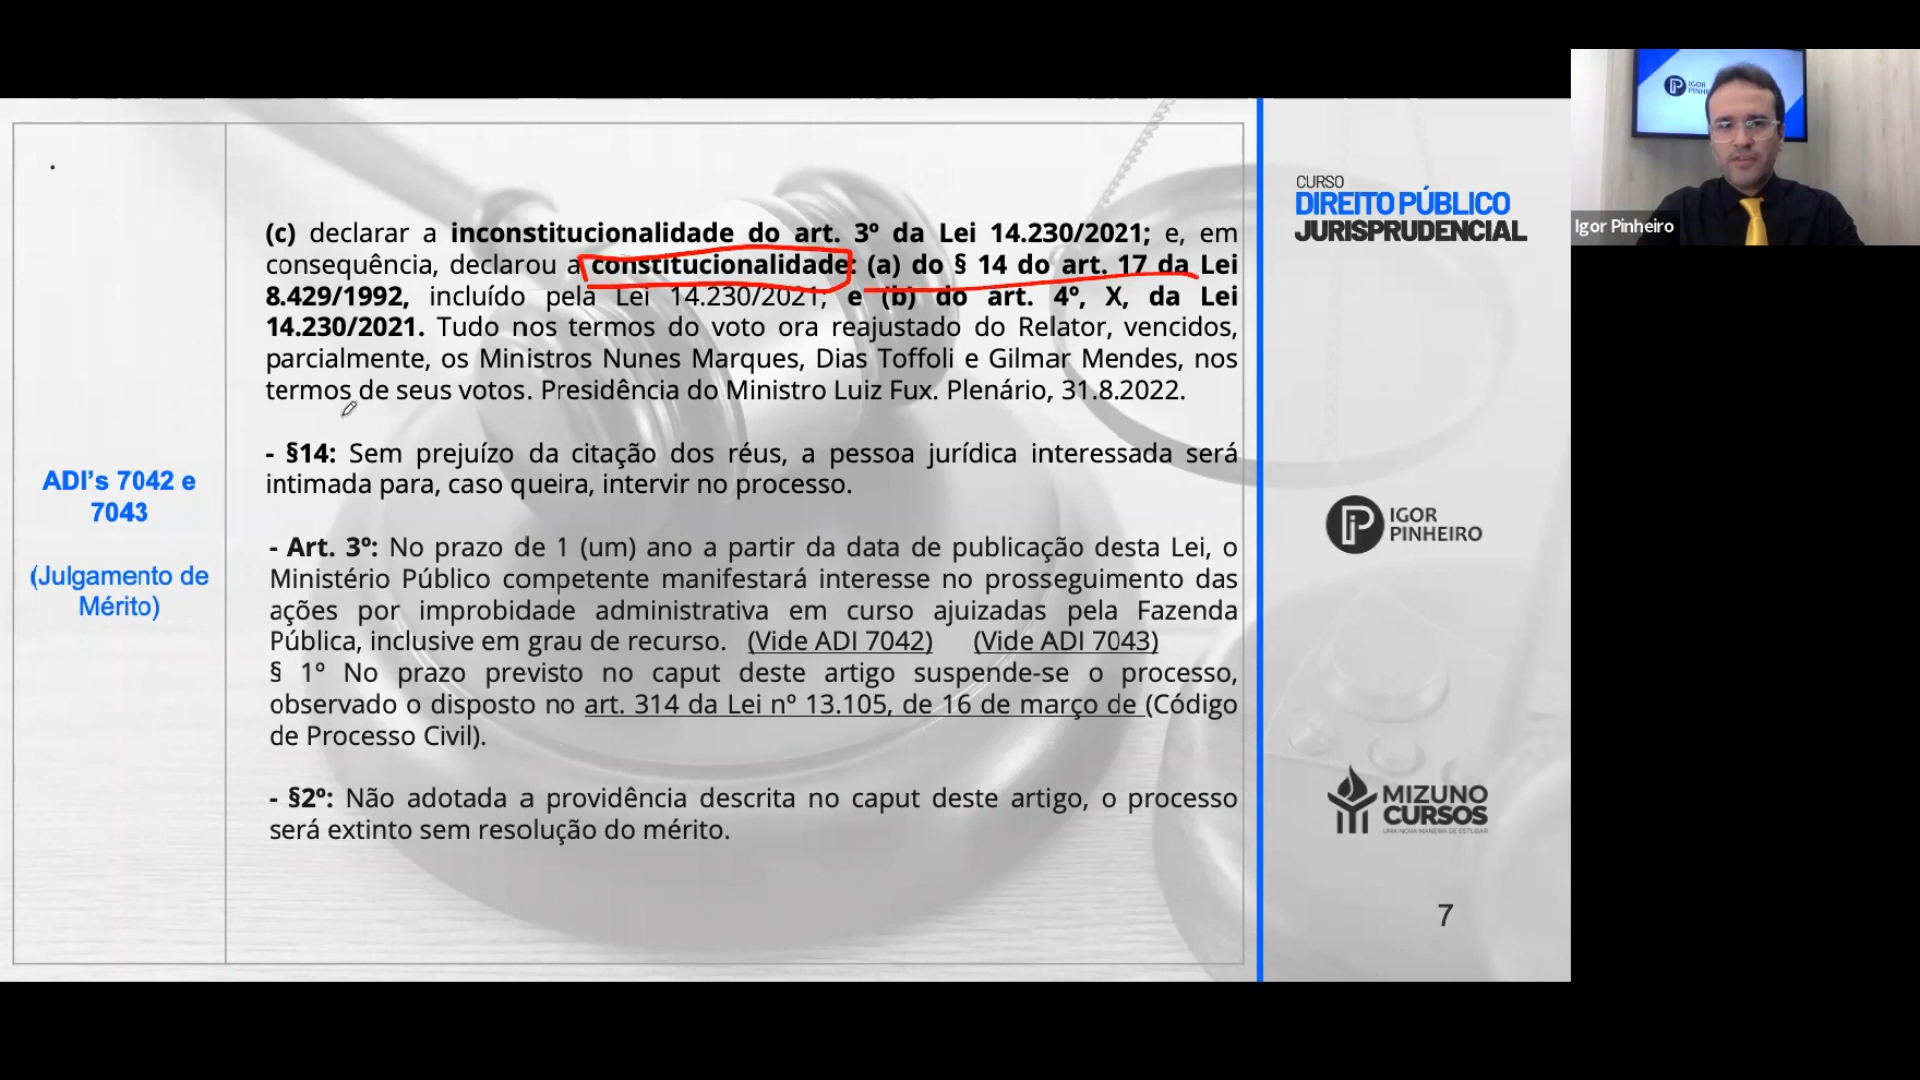 ADI's 7042 e
7043
(Julgamento de
Mérito)
(c) declarar a inconstitucionalidade do art. 3º da Lei 14.230/2021; e, em
consequência, declarou a constitucionalidade: (a) do § 14 do art. 17 da Lei
8.429/1992, incluído pela Lei 14.230/2021; e (b) do art. 4º, X, da Lei
14.230/2021. Tudo nos termos do voto ora reajustado do Relator, vencidos,
parcialmente, os Ministros Nunes Marques, Dias Toffoli e Gilmar Mendes, nos
termos de seus votos. Presidência do Ministro Luiz Fux. Plenário, 31.8.2022.
- §14: Sem prejuízo da citação dos réus, a pessoa jurídica interessada será
intimada para, caso queira, intervir no processo.
- Art. 3º: No prazo de 1 (um) ano a partir da data de publicação desta Lei, o
Ministério Público competente manifestará interesse no prosseguimento das
ações por improbidade administrativa em curso ajuizadas pela Fazenda
Pública, inclusive em grau de recurso. (Vide ADI 7042) (Vide ADI 7043)
§ 1º No prazo previsto no caput deste artigo suspende-se o processo,
observado o disposto no art. 314 da Lei nº 13.105, de 16 de março de (Código
de Processo Civil).
- §2º: Não adotada a providência descrita no caput deste artigo, o processo
será extinto sem resolução do mérito.
CURSO
DIREITO PÚBLICO
JURISPRUDENCIAL
IGOR
PINHEIRO
MIZUNO
CURSOS
UMA NOVA MANEIRA DE ESTUDAR
7
IGOR
Igor Pinheiro